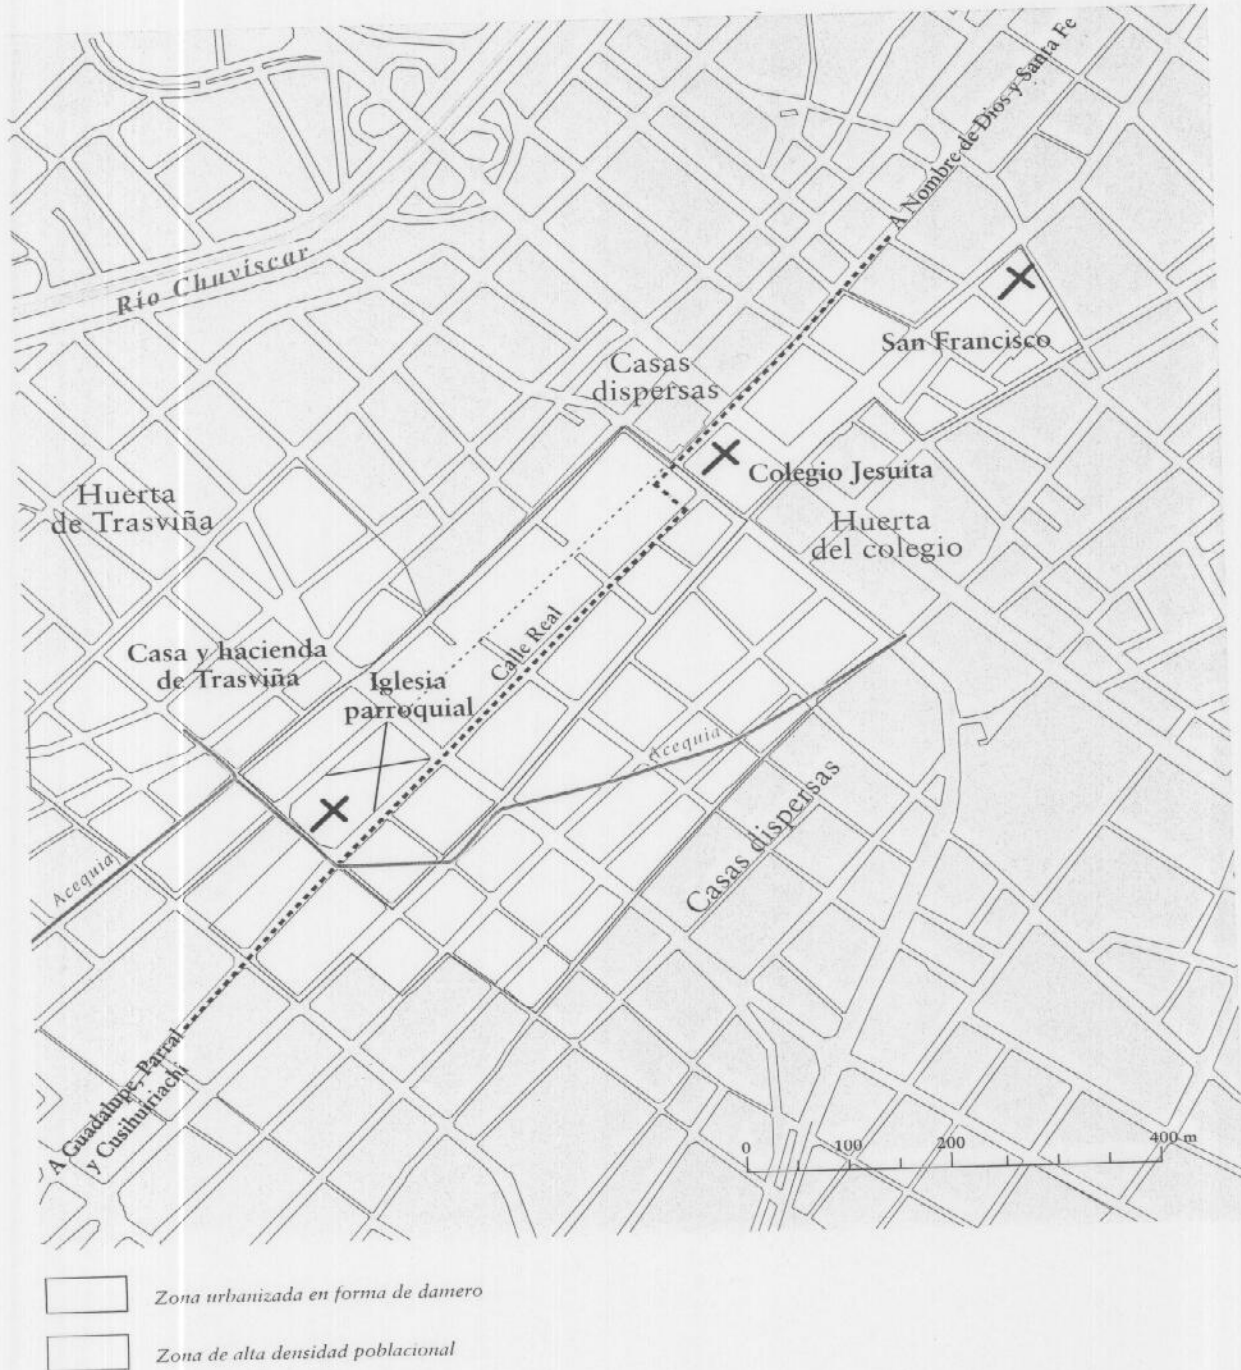 A Nombre de Dios y Santa Fe
Río Chuviscar
San Francisco
Casas
dispersas
Colegio Jesuita
Huerta
de Trasviña
Huerta
del colegio
Calle Real
Casa y hacienda
de Trasviña
Iglesia
parroquial
Acequia
Casas dispersas
Acequia
A Guadalupe, Parral
y Cusihuiriachi
0 100 200 400 m
Zona urbanizada en forma de damero
Zona de alta densidad poblacional